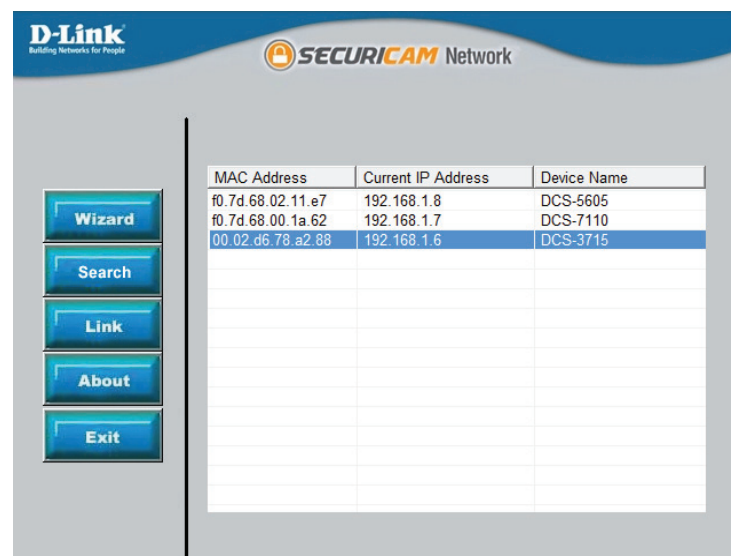 D-Link
Building Networks for People
SECURICAM Network
MAC Address Current IP Address Device Name
f0.7d.68.02.11.e7 192.168.1.8 DCS-5605
f0.7d.68.00.1a.62 192.168.1.7 DCS-7110
00.02.d6.78.a2.88 192.168.1.6 DCS-3715
Wizard
Search
Link
About
Exit